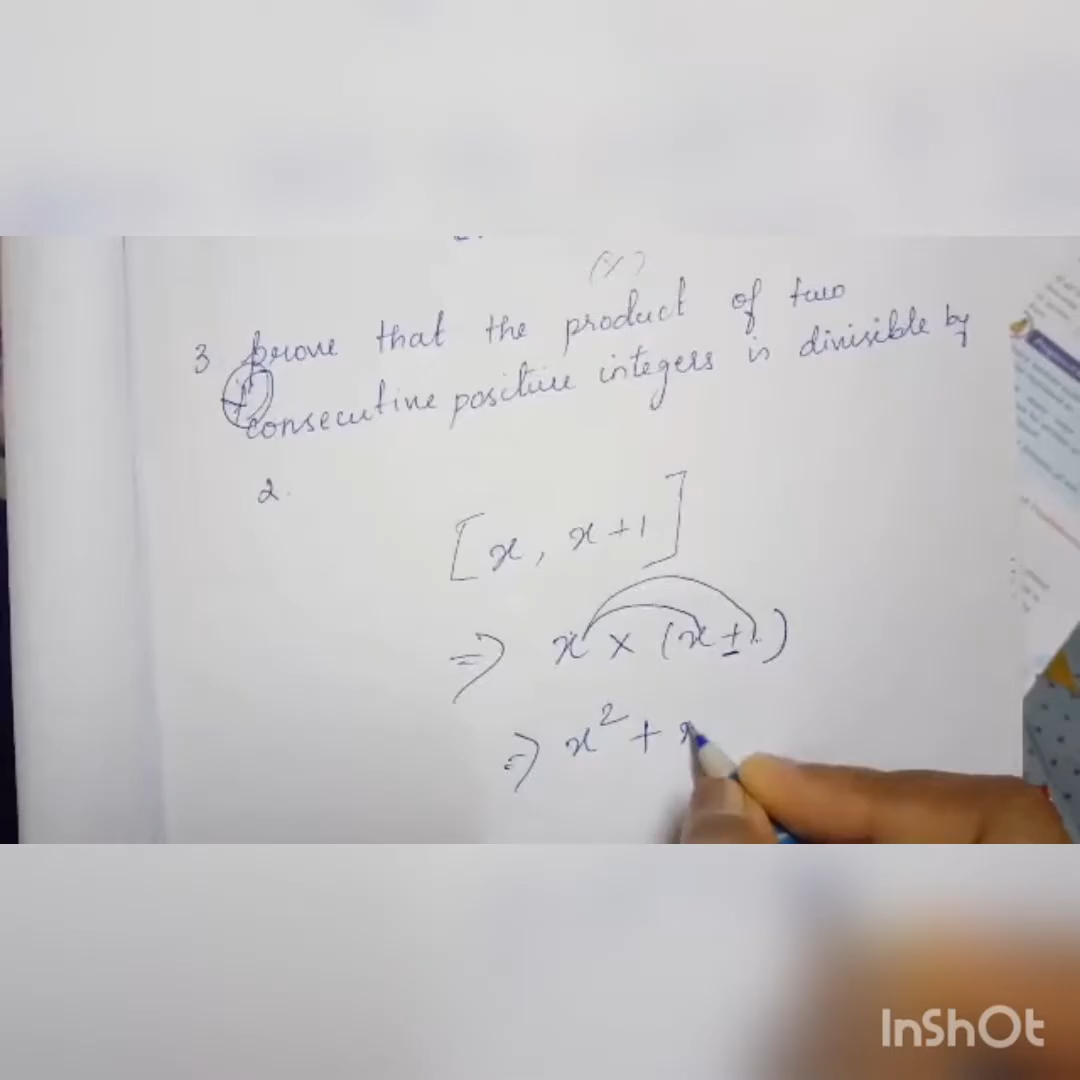 3 prove that the product of two
consecutive positive integers is divisible by
2.
[x, x+1]
⇒ x × (x+1)
⇒ x² + x
InShOt